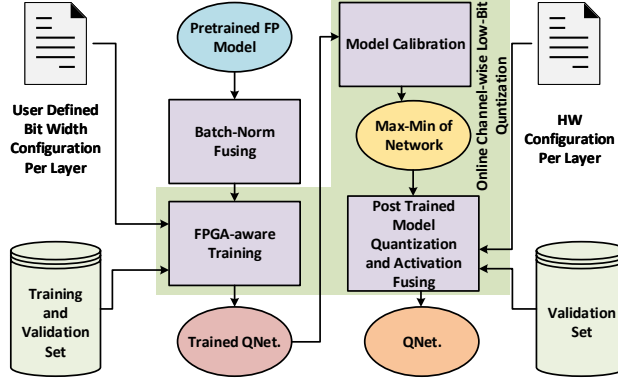 Pretrained FP
Model
Model Calibration
Online Channel-wise Low-Bit
Quntization
User Defined
Bit Width
Configuration
Per Layer
Batch-Norm
Fusing
Max-Min of
Network
HW
Configuration
Per Layer
FPGA-aware
Training
Post Trained
Model
Quantization
and Activation
Fusing
Training
and
Validation
Set
Trained QNet.
QNet.
Validation
Set